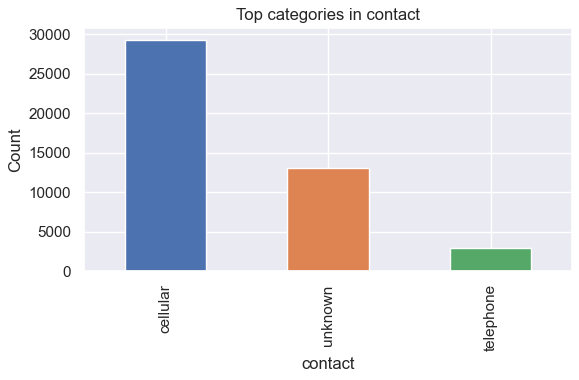 Top categories in contact
Count
30000
25000
20000
15000
10000
5000
0
cellular
unknown
telephone
contact